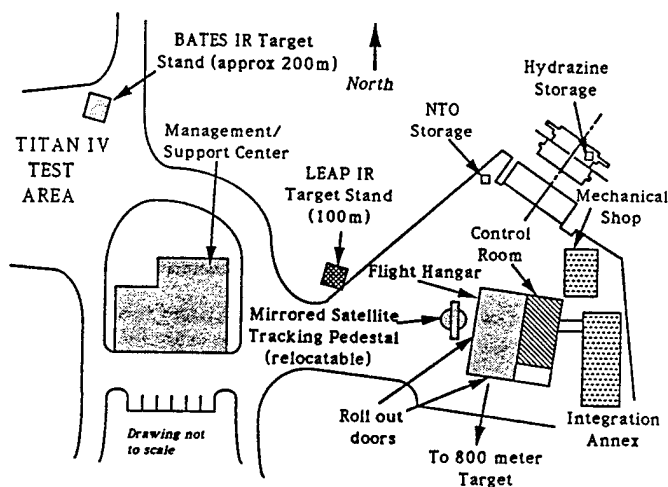 BATES IR Target
Stand (approx 200m)
North
Hydrazine
Storage
NTO
Storage
TITAN IV
TEST
AREA
Management/
Support Center
LEAP IR
Target Stand
(100m)
Mechanical
Shop
Control
Room
Flight Hangar
Mirrored Satellite
Tracking Pedestal
(relocatable)
Roll out
doors
Integration
Annex
Drawing not
to scale
To 800 meter
Target